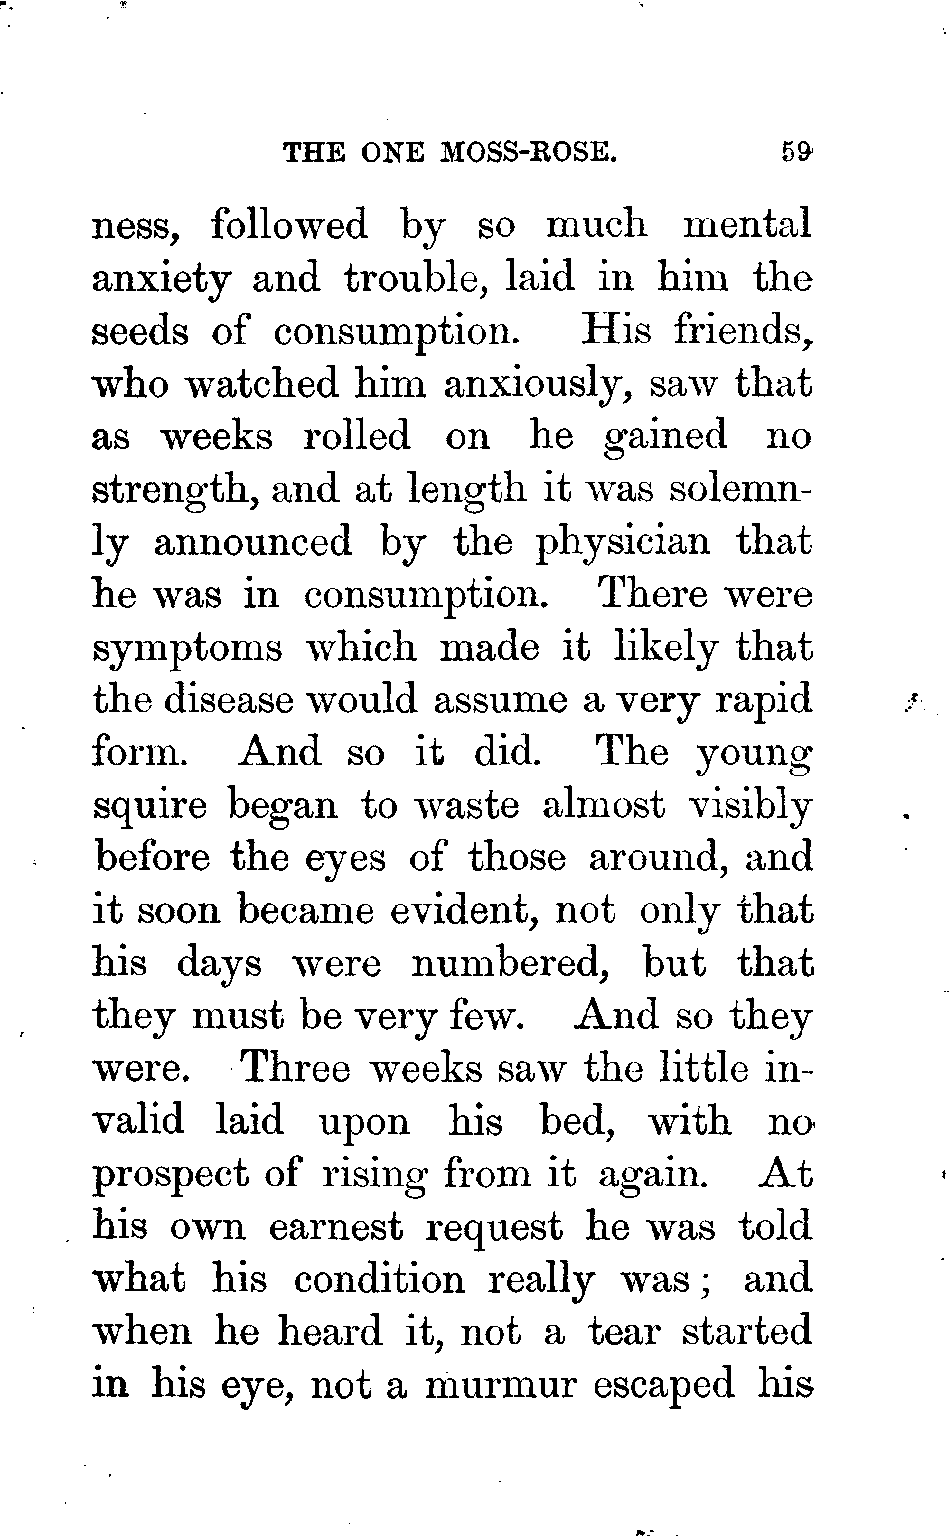 THE ONE MOSS-ROSE. 59
ness, followed by so much mental
anxiety and trouble, laid in him the
seeds of consumption. His friends,
who watched him anxiously, saw that
as weeks rolled on he gained no
strength, and at length it was solemn-
ly announced by the physician that
he was in consumption. There were
symptoms which made it likely that
the disease would assume a very rapid
form. And so it did. The young
squire began to waste almost visibly
before the eyes of those around, and
it soon became evident, not only that
his days were numbered, but that
they must be very few. And so they
were. Three weeks saw the little in-
valid laid upon his bed, with no
prospect of rising from it again. At
his own earnest request he was told
what his condition really was; and
when he heard it, not a tear started
in his eye, not a murmur escaped his